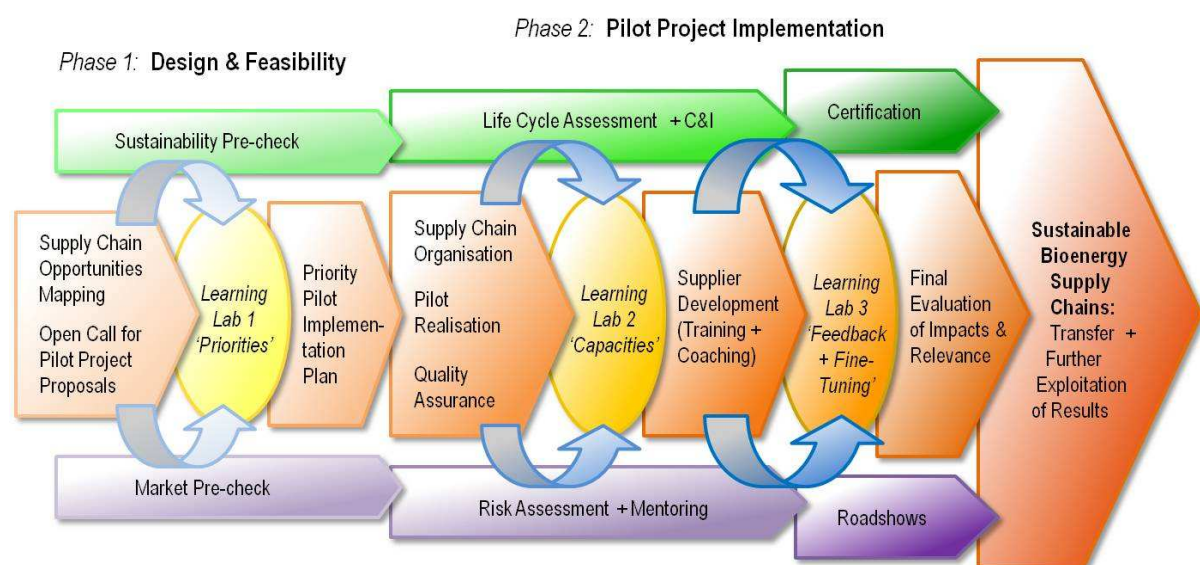 Phase 1: Design & Feasibility
Phase 2: Pilot Project Implementation
Sustainability Pre-check
Life Cycle Assessment + C&I
Certification
Supply Chain
Opportunities
Mapping
Open Call for
Pilot Project
Proposals
Learning
Lab 1
'Priorities'
Priority
Pilot
Implemen-
tation
Plan
Supply Chain
Organisation
Pilot
Realisation
Quality
Assurance
Learning
Lab 2
'Capacities'
Supplier
Development
(Training +
Coaching)
Learning
Lab 3
'Feedback
+ Fine-
Tuning'
Final
Evaluation
of Impacts &
Relevance
Sustainable
Bioenergy
Supply
Chains:
Transfer +
Further
Exploitation
of Results
Market Pre-check
Risk Assessment + Mentoring
Roadshows